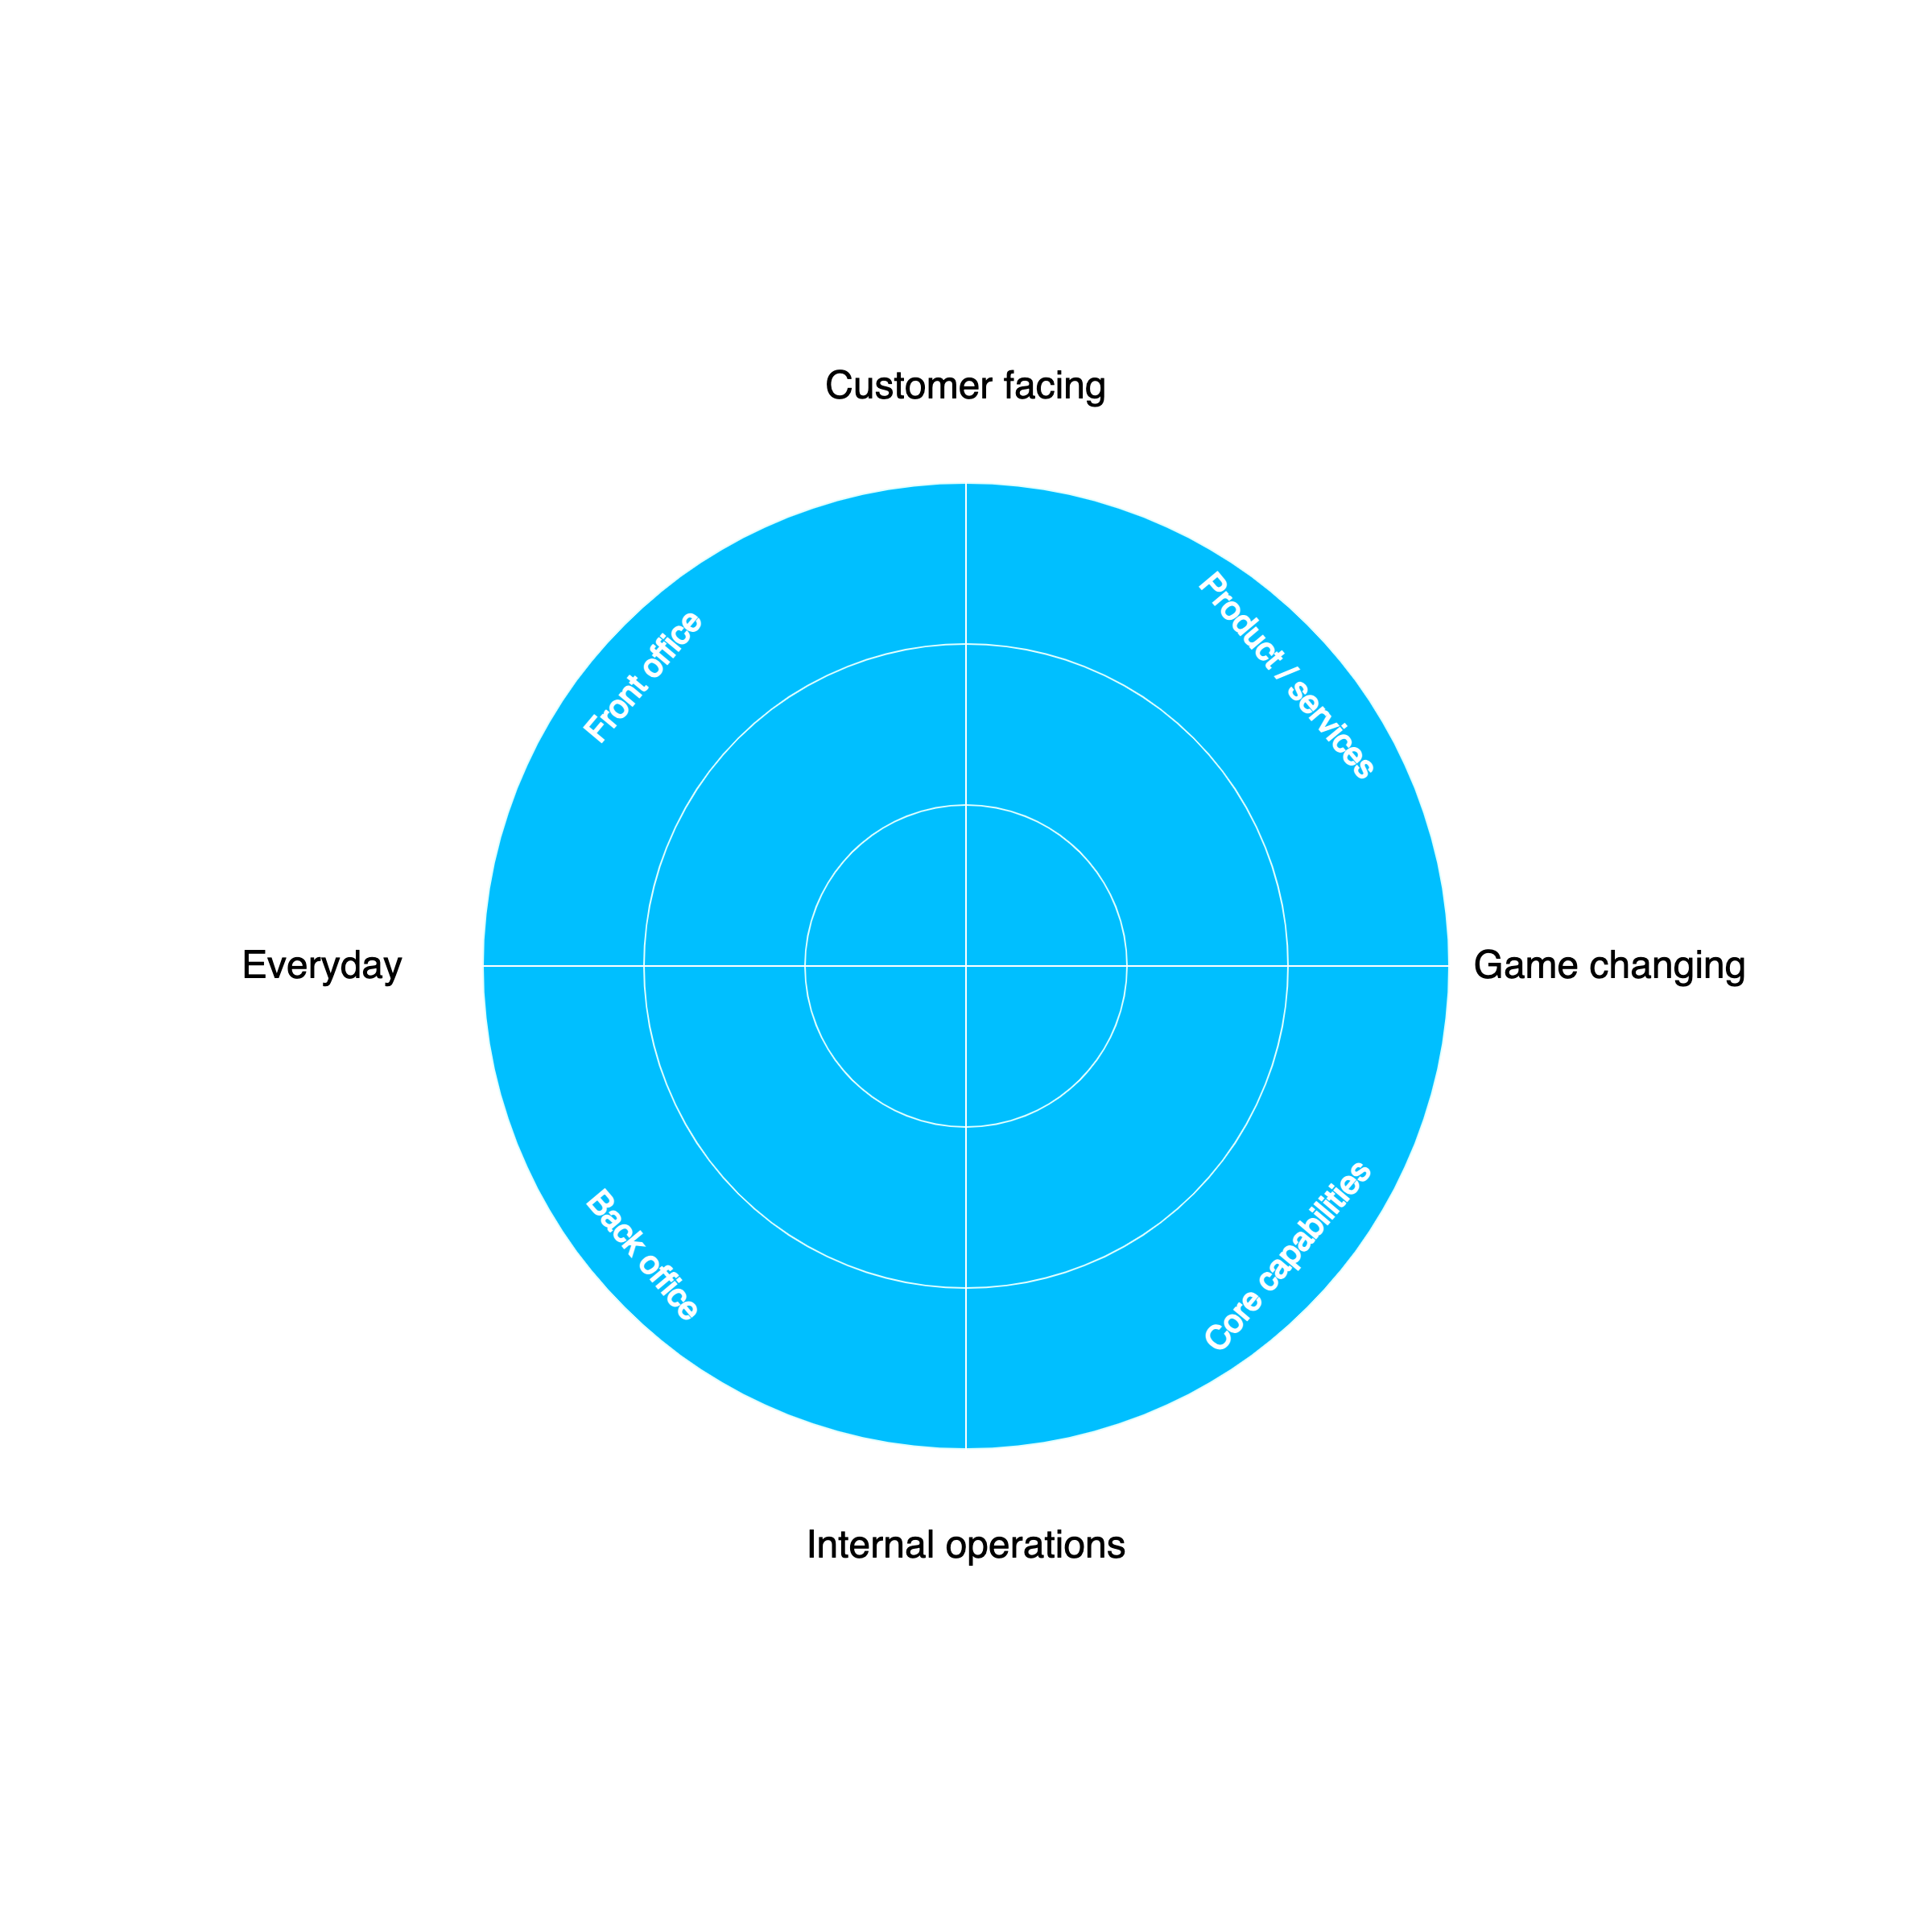 Customer facing
Front office
Product / services
Everyday
Game changing
Back office
Core capabilities
Internal operations